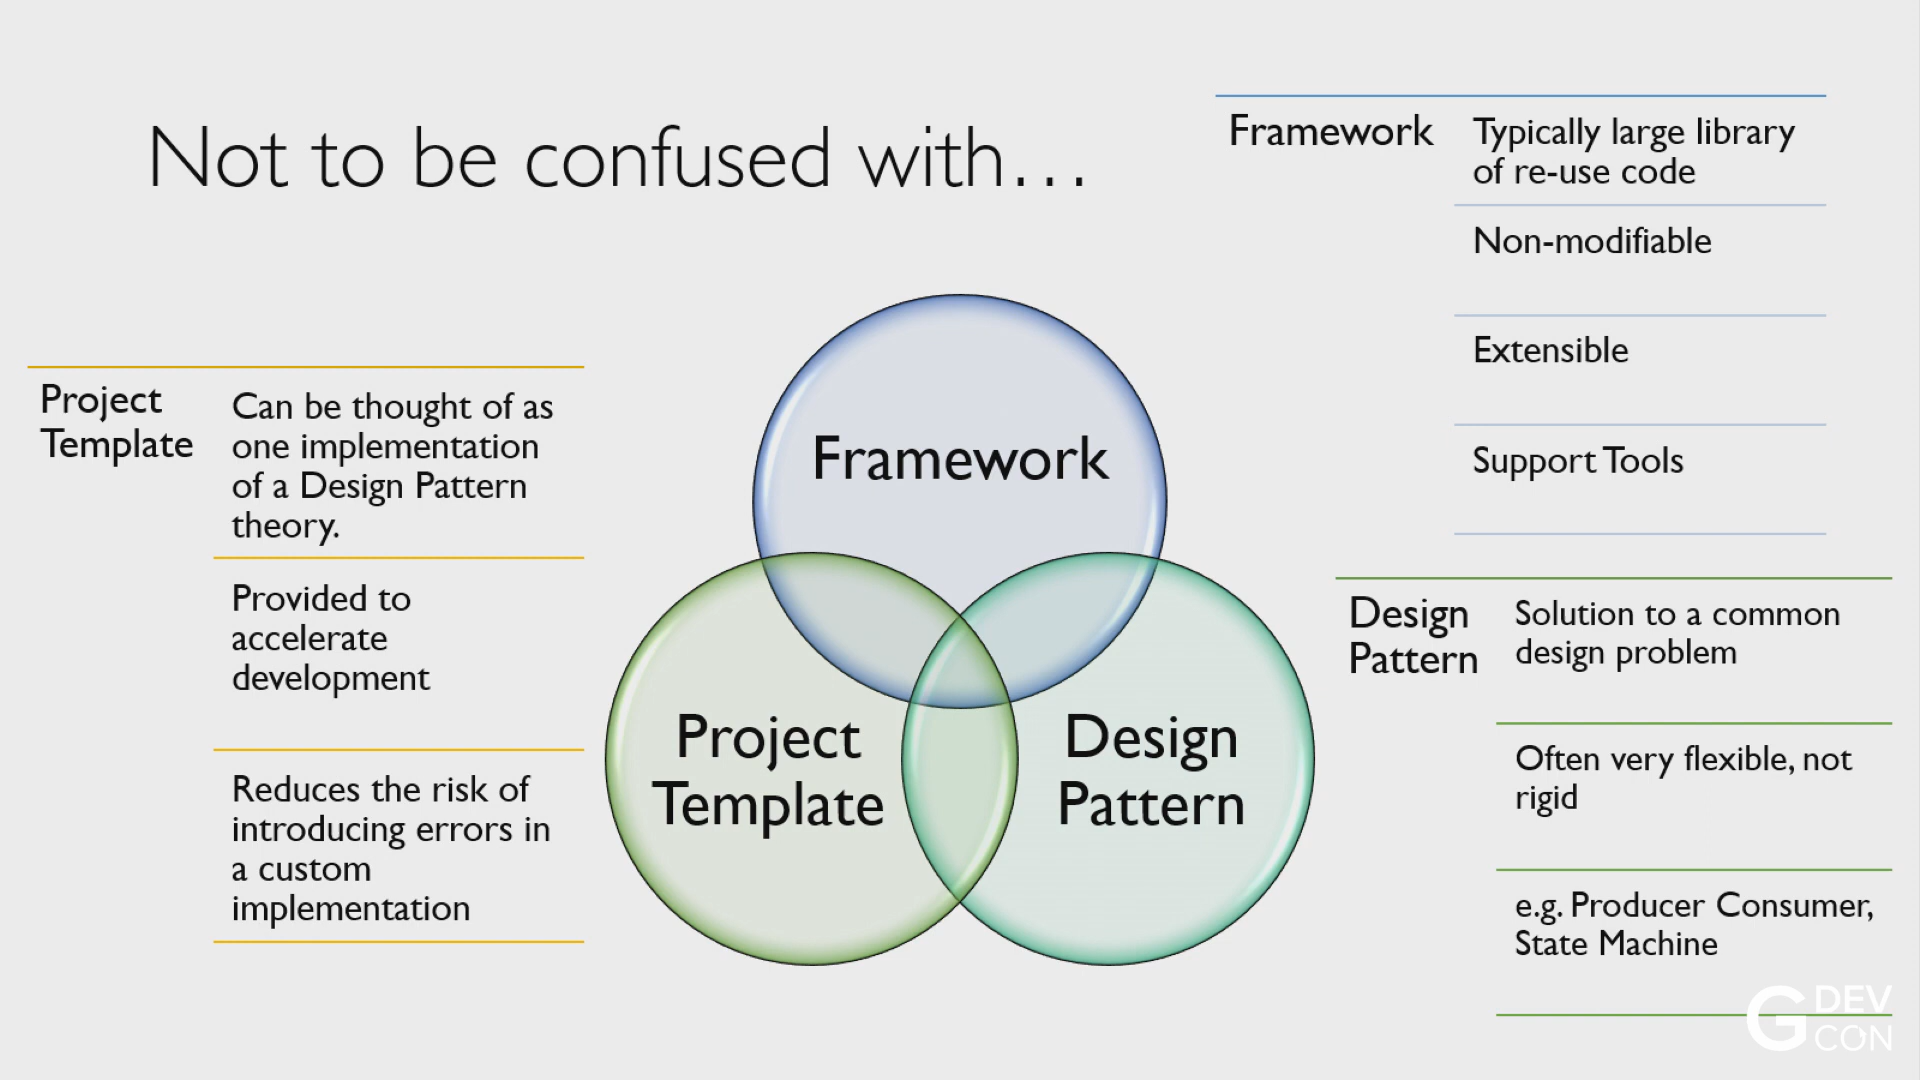 Not to be confused with...
Framework
Typically large library
of re-use code
Non-modifiable
Extensible
Support Tools
Project
Template
Can be thought of as
one implementation
of a Design Pattern
theory.
Provided to
accelerate
development
Reduces the risk of
introducing errors in
a custom
implementation
Framework
Project
Template
Design
Pattern
Design
Pattern
Solution to a common
design problem
Often very flexible, not
rigid
e.g. Producer Consumer,
State Machine
G DEV
CON